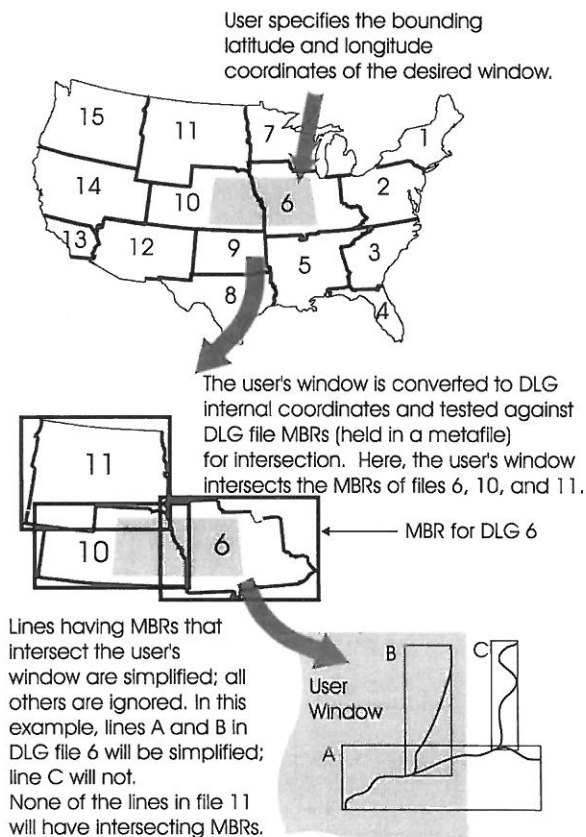 User specifies the bounding
latitude and longitude
coordinates of the desired window.
15
11
7
1
14
10
6
2
13
12
9
5
3
8
4
The user's window is converted to DLG
internal coordinates and tested against
DLG file MBRs (held in a metafile)
for intersection. Here, the user's window
intersects the MBRs of files 6, 10, and 11.
11
10
6
MBR for DLG 6
Lines having MBRs that
intersect the user's
window are simplified; all
others are ignored. In this
example, lines A and B in
DLG file 6 will be simplified;
line C will not.
None of the lines in file 11
will have intersecting MBRs.
B
C
User
Window
A